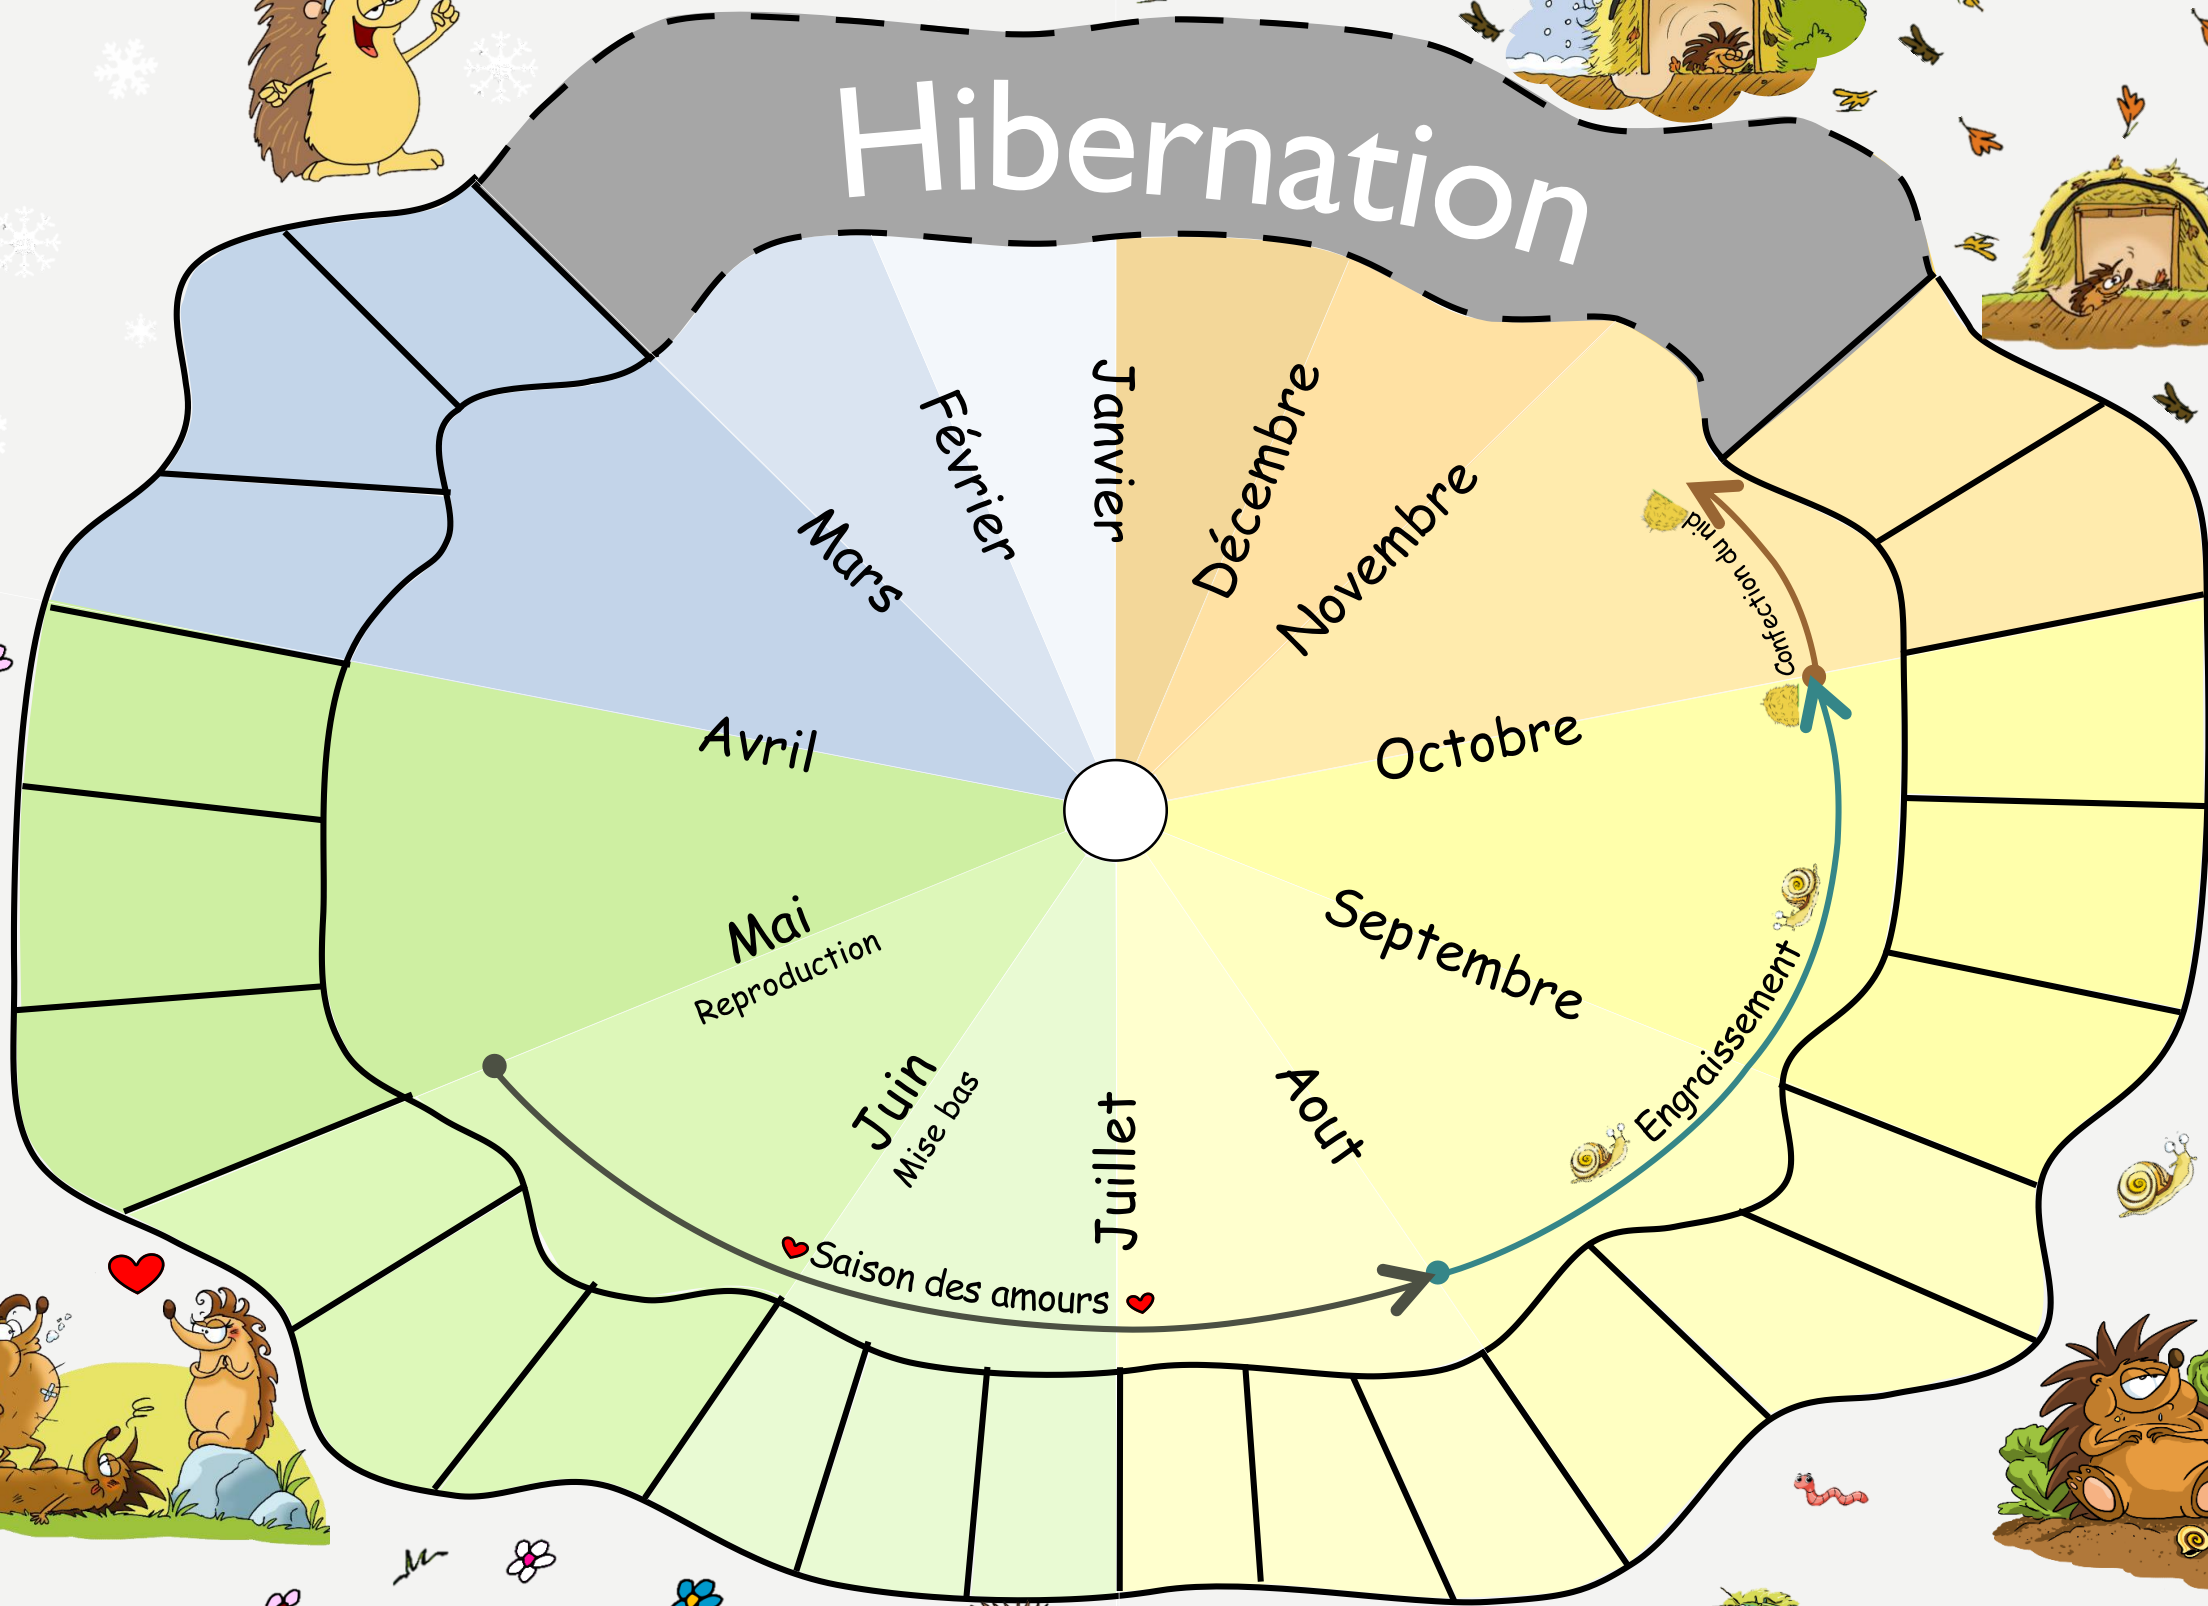 Hibernation
Janvier
Février
Mars
Avril
Mai
Reproduction
Juin
Mise bas
Juillet
Aout
Septembre
Octobre
Novembre
Décembre
Saison des amours
Engraissement
Confection du nid